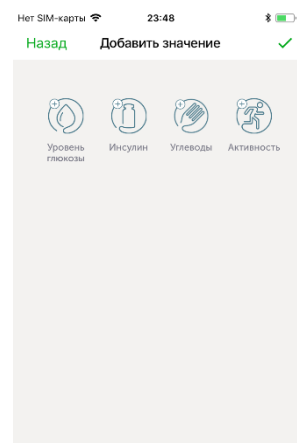 Нет SIM-карты 23:48
Назад Добавить значение
Уровень Инсулин Углеводы Активность
глюкозы